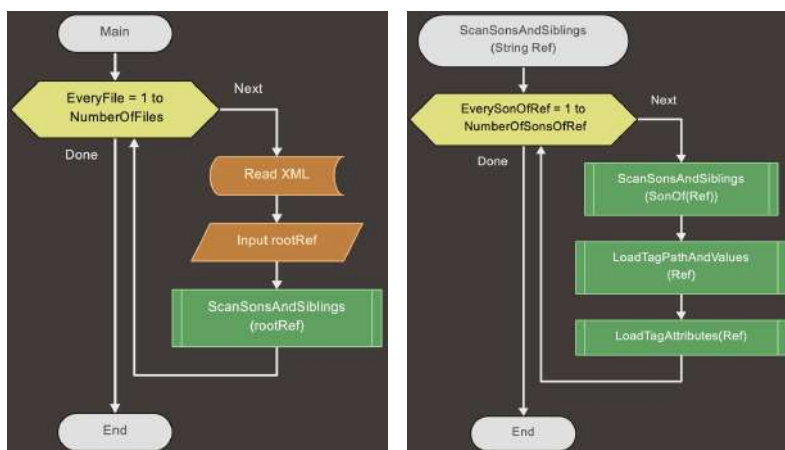 Main
EveryFile = 1 to
NumberOfFiles
Next
Done
Read XML
Input rootRef
ScanSonsAndSiblings
(rootRef)
End
ScanSonsAndSiblings
(String Ref)
EverySonOfRef = 1 to
NumberOfSonsOfRef
Next
Done
ScanSonsAndSiblings
(SonOf(Ref))
LoadTagPathAndValues
(Ref)
LoadTagAttributes(Ref)
End